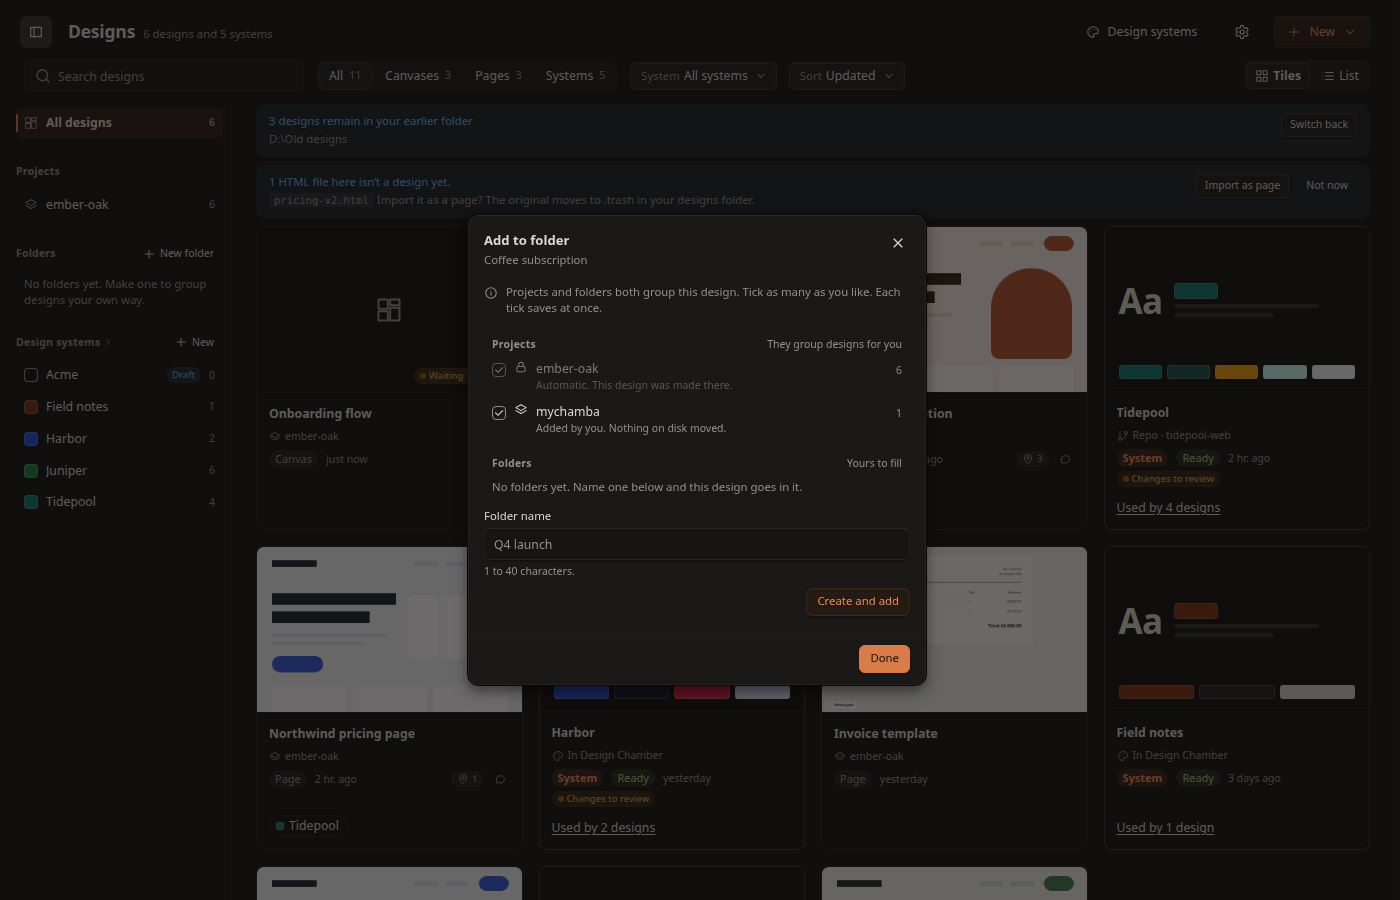 Designs
6 designs and 5 systems
Design systems
New
Search designs
All 11
Canvases 3
Pages 3
Systems 5
System All systems
Sort Updated
Tiles
List
All designs 6
Projects
ember-oak 6
Folders
New folder
No folders yet. Make one to group
designs your own way.
Design systems
New
Acme Draft 0
Field notes 1
Harbor 2
Juniper 6
Tidepool 4
3 designs remain in your earlier folder
D:\Old designs
Switch back
1 HTML file here isn't a design yet.
pricing-v2.html Import it as a page? The original moves to .trash in your designs folder.
Import as page
Not now
Add to folder
Coffee subscription
Projects and folders both group this design. Tick as many as you like. Each
tick saves at once.
Projects
They group designs for you
ember-oak 6
Automatic. This design was made there.
mychamba 1
Added by you. Nothing on disk moved.
Folders
Yours to fill
No folders yet. Name one below and this design goes in it.
Folder name
Q4 launch
1 to 40 characters.
Create and add
Done
Waiting
Onboarding flow
ember-oak
Canvas just now
tion
ago
3
Aa
Tidepool
Repo · tidepool-web
System Ready 2 hr. ago
Changes to review
Used by 4 designs
Northwind pricing page
ember-oak
Page 2 hr. ago 1
Tidepool
Harbor
In Design Chamber
System Ready yesterday
Changes to review
Used by 2 designs
Invoice template
ember-oak
Page yesterday
Aa
Field notes
In Design Chamber
System Ready 3 days ago
Used by 1 design